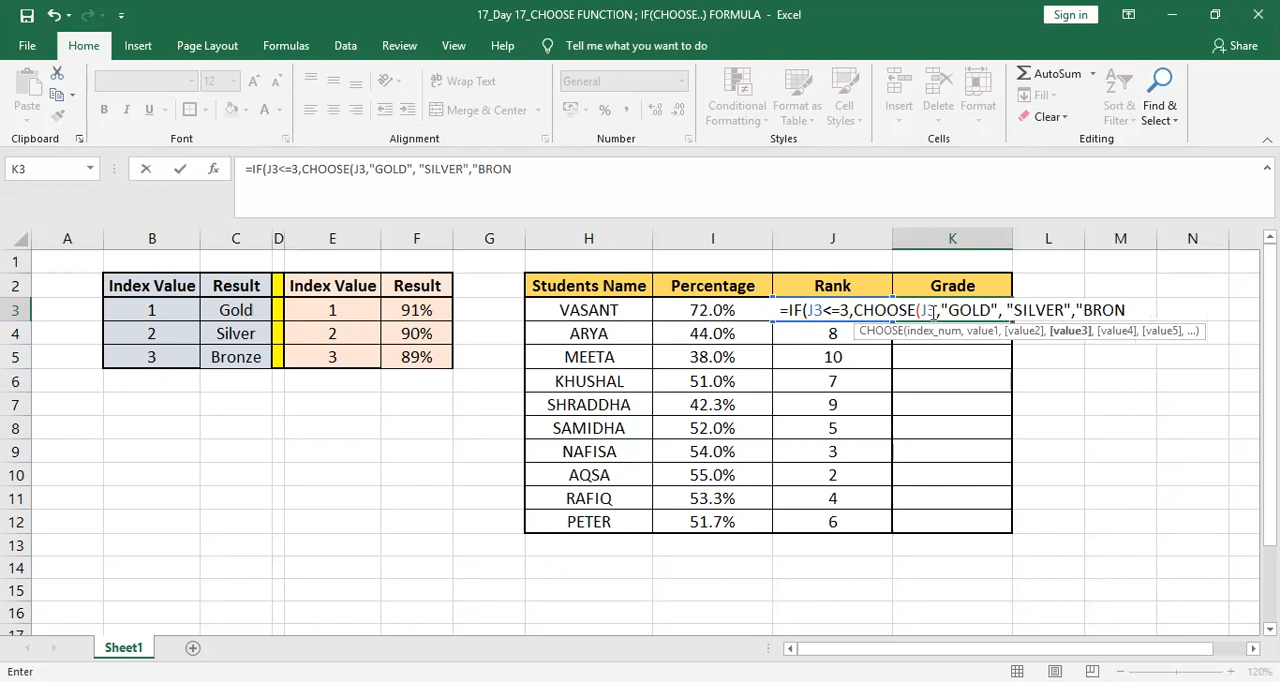 17_Day 17_CHOOSE FUNCTION ; IF(CHOOSE..) FORMULA - Excel
Sign in
File Home Insert Page Layout Formulas Data Review View Help Tell me what you want to do
Share
Paste
12
A A
Wrap Text
General
Conditional Formatting
Format as Table
Cell Styles
Insert
Delete
Format
AutoSum
Fill
Clear
Sort & Filter
Find & Select
B I U
A
Merge & Center
% ,
Clipboard Font Alignment Number Styles Cells Editing
K3 fx =IF(J3<=3,CHOOSE(J3,"GOLD", "SILVER","BRON
A B C D E F G H I J K L M N
1
2 Index Value Result Index Value Result Students Name Percentage Rank Grade
3 1 Gold 1 91% VASANT 72.0% =IF(J3<=3,CHOOSE(J3,"GOLD", "SILVER","BRON
CHOOSE(index_num, value1, [value2], [value3], [value4], [value5], ...)
4 2 Silver 2 90% ARYA 44.0% 8
5 3 Bronze 3 89% MEETA 38.0% 10
6 KHUSHAL 51.0% 7
7 SHRADDHA 42.3% 9
8 SAMIDHA 52.0% 5
9 NAFISA 54.0% 3
10 AQSA 55.0% 2
11 RAFIQ 53.3% 4
12 PETER 51.7% 6
13
14
15
16
17
Sheet1
Enter
120%